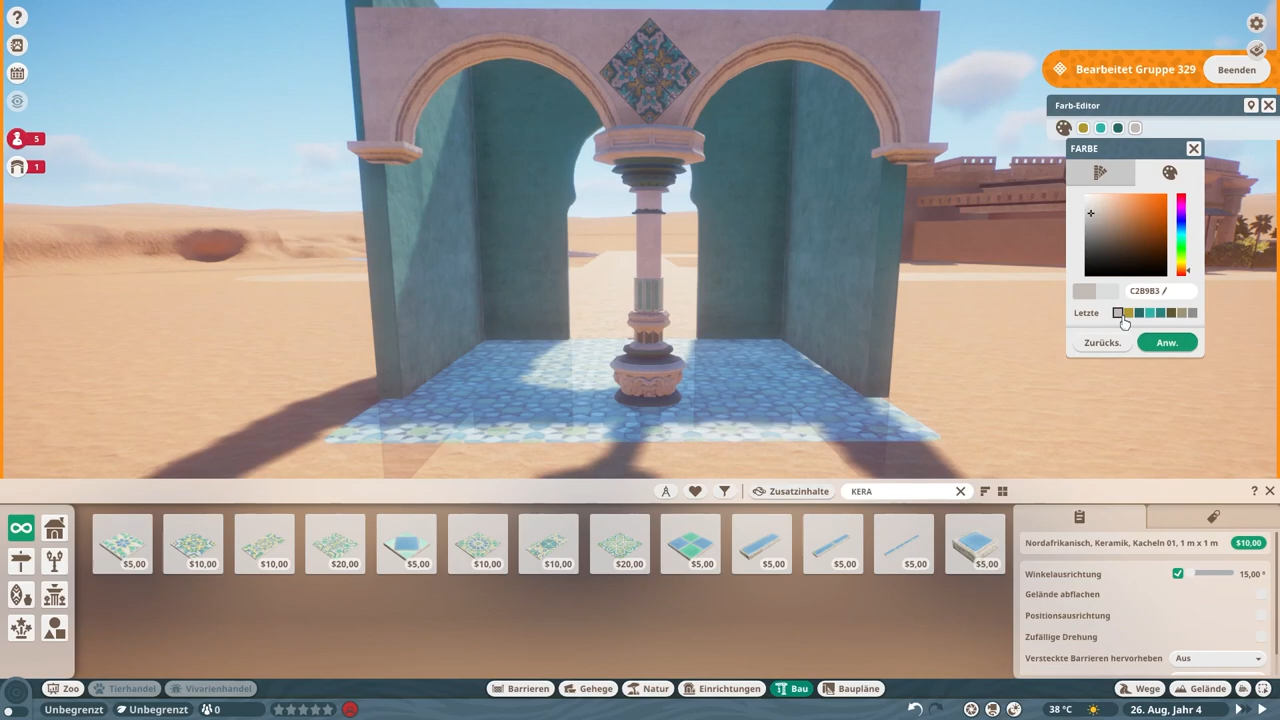 ?
Bearbeitet Gruppe 329
Beenden
Farb-Editor
5
1
FARBE
C2B9B3
Letzte
Zurücks.
Anw.
Zusatzinhalte
KERA
?
$5,00
$10,00
$10,00
$20,00
$5,00
$10,00
$10,00
$20,00
$5,00
$5,00
$5,00
$5,00
$5,00
Nordafrikanisch, Keramik, Kacheln 01, 1 m x 1 m
$10,00
Winkelausrichtung
15,00 °
Gelände abflachen
Positionsausrichtung
Zufällige Drehung
Versteckte Barrieren hervorheben
Aus
Zoo
Tierhandel
Vivarienhandel
Barrieren
Gehege
Natur
Einrichtungen
Bau
Baupläne
Wege
Gelände
Unbegrenzt
Unbegrenzt
0
38 °C
26. Aug, Jahr 4